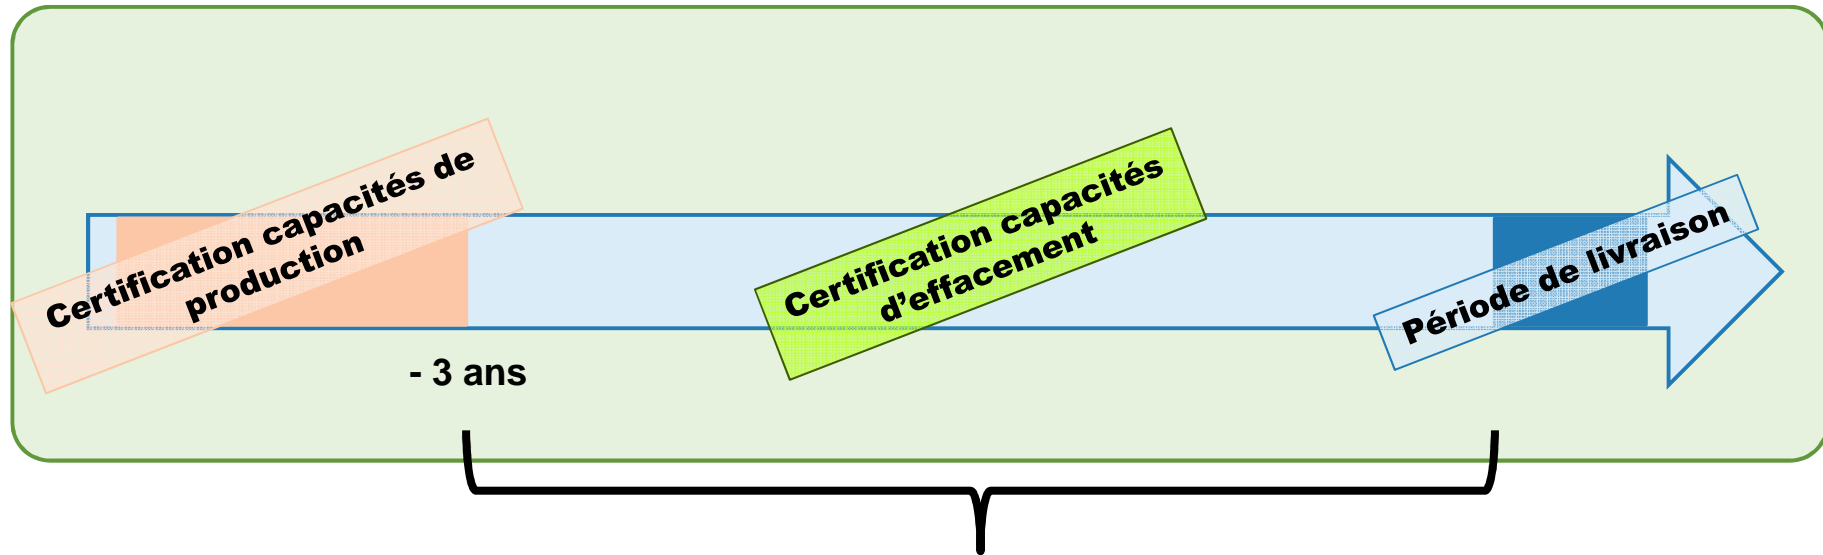 Certification capacités de
production
Certification capacités
d’effacement
Période de livraison
- 3 ans